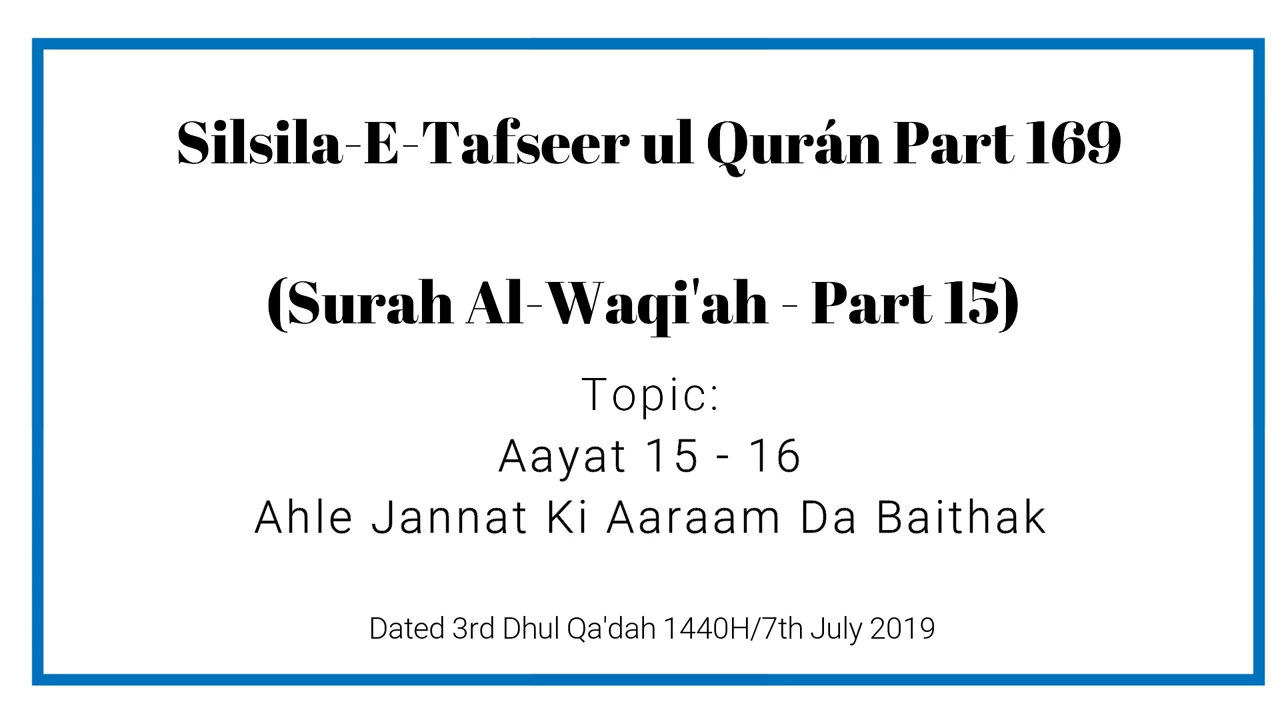 Silsila-E-Tafseer ul Qurán Part 169
(Surah Al-Waqi'ah - Part 15)
Topic:
Aayat 15 - 16
Ahle Jannat Ki Aaraam Da Baithak
Dated 3rd Dhul Qa'dah 1440H/7th July 2019